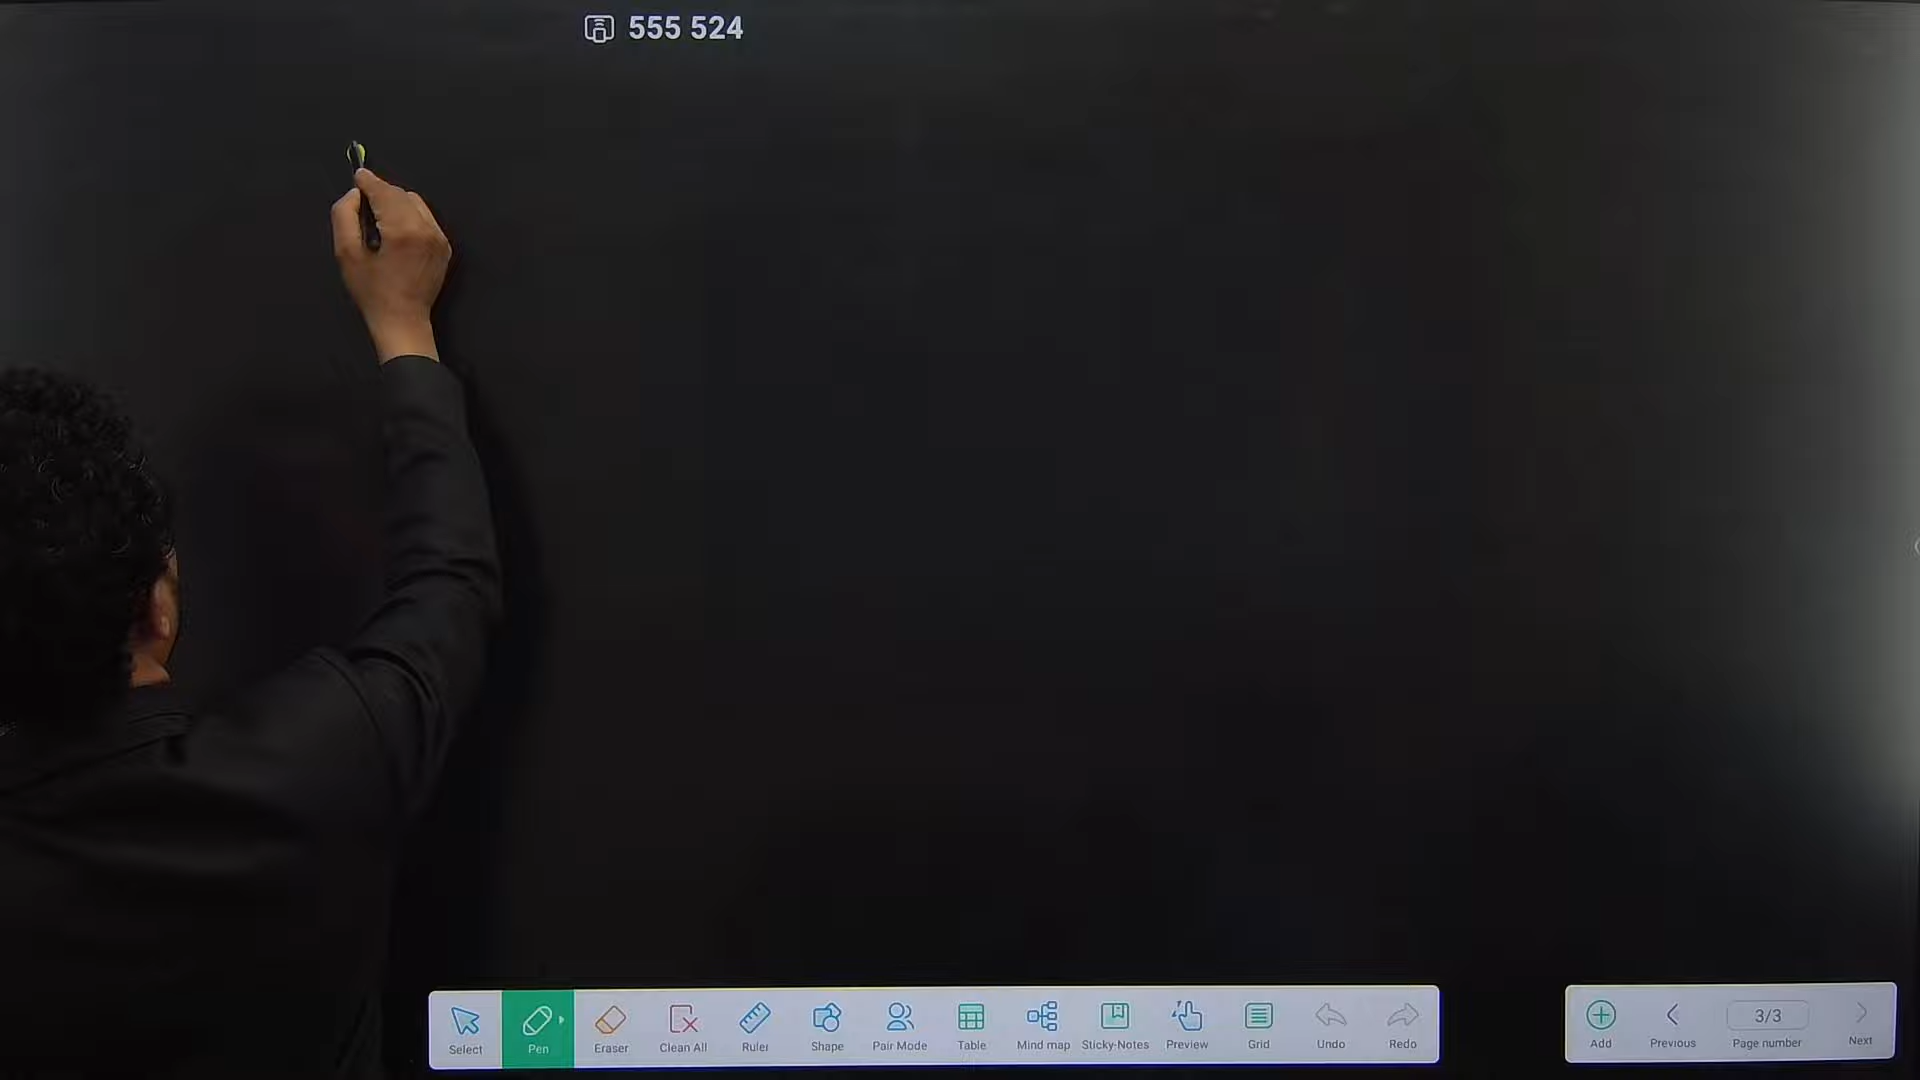 555 524
Select Pen Eraser Clean All Ruler Shape Pair Mode Table Mind map Sticky-Notes Preview Grid Undo Redo
Add Previous 3/3 Page number Next